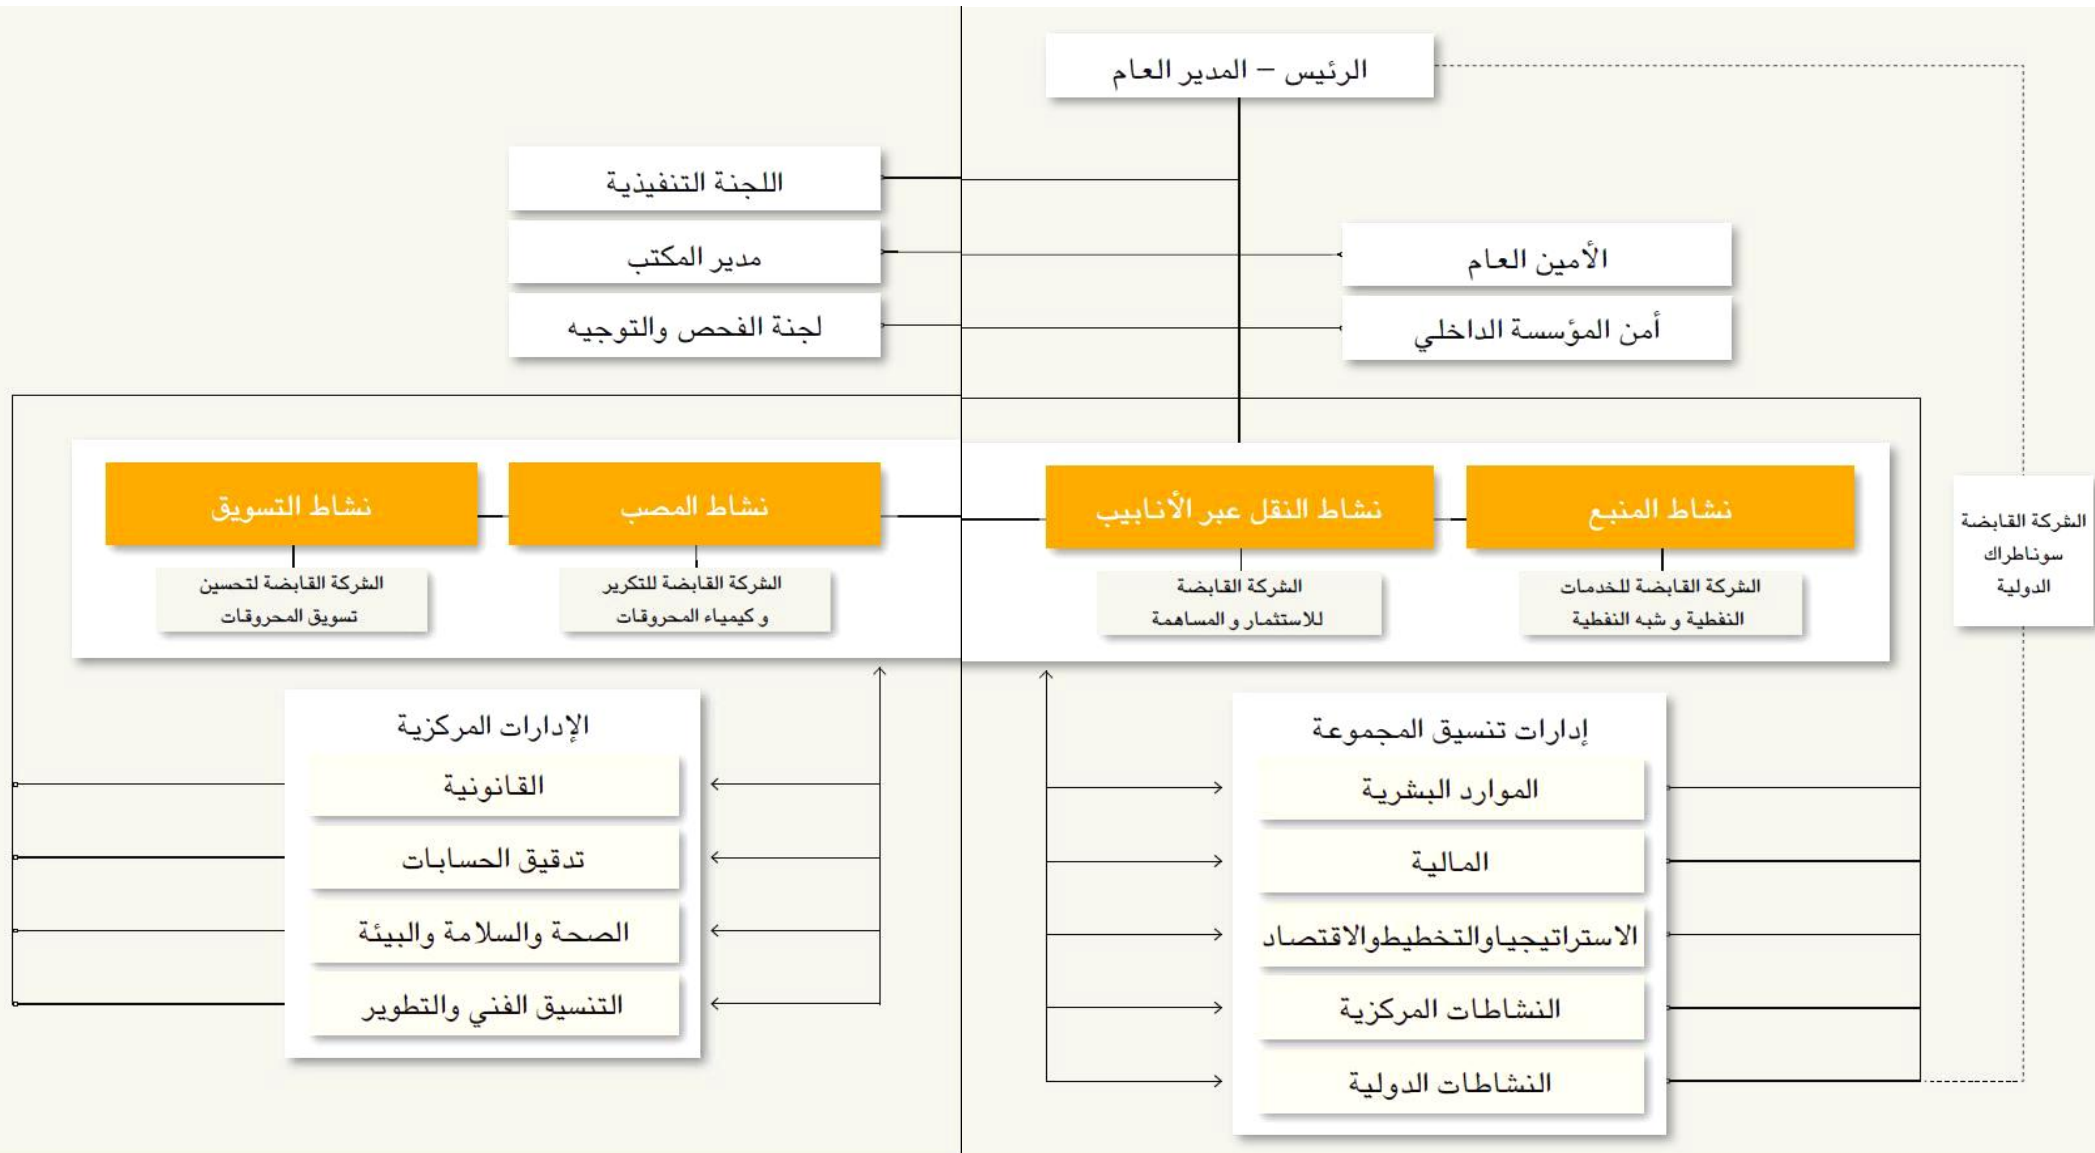 الرئيس – المدير العام
اللجنة التنفيذية
الأمين العام
مدير المكتب
أمن المؤسسة الداخلي
لجنة الفحص والتوجيه
نشاط المنبع
نشاط النقل عبر الأنابيب
نشاط المصب
نشاط التسويق
الشركة القابضة للخدمات
النفطية و شبه النفطية
الشركة القابضة
للاستثمار و المساهمة
الشركة القابضة للتكرير
و كيمياء المحروقات
الشركة القابضة لتحسين
تسويق المحروقات
الشركة القابضة
سوناطراك
الدولية
إدارات تنسيق المجموعة
الموارد البشرية
المالية
الاستراتيجياوالتخطيطوالاقتصاد
النشاطات المركزية
النشاطات الدولية
الإدارات المركزية
القانونية
تدقيق الحسابات
الصحة والسلامة والبيئة
التنسيق الفني والتطوير